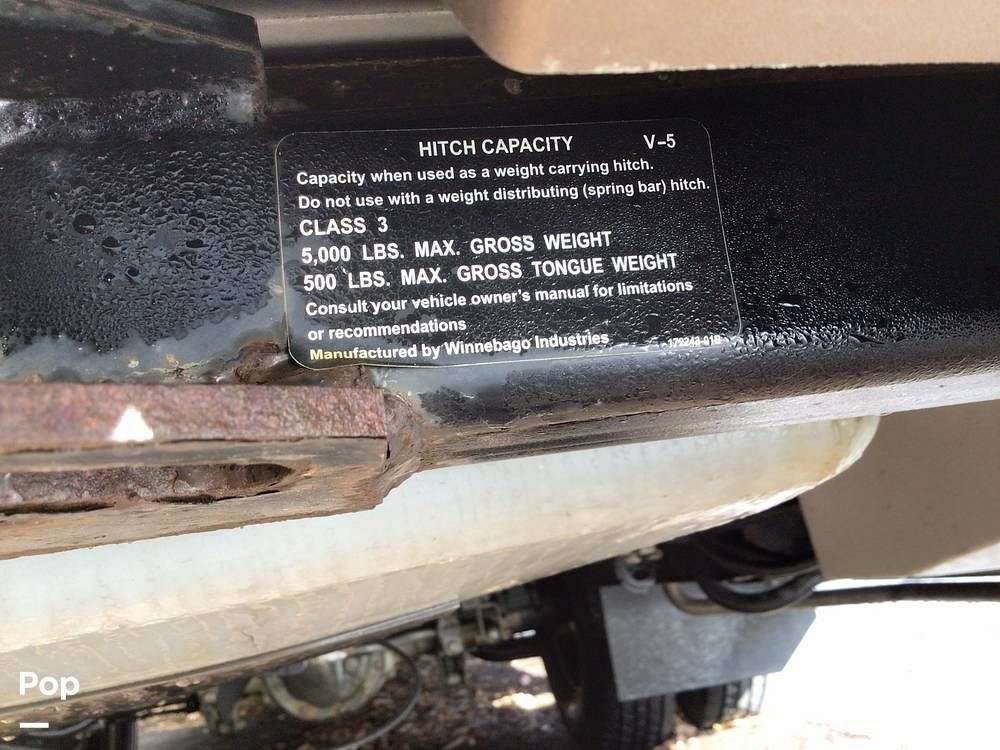 HITCH CAPACITY V-5
Capacity when used as a weight carrying hitch.
Do not use with a weight distributing (spring bar) hitch.
CLASS 3
5,000 LBS. MAX. GROSS WEIGHT
500 LBS. MAX. GROSS TONGUE WEIGHT
Consult your vehicle owner's manual for limitations
or recommendations
Manufactured by Winnebago Industries
Pop